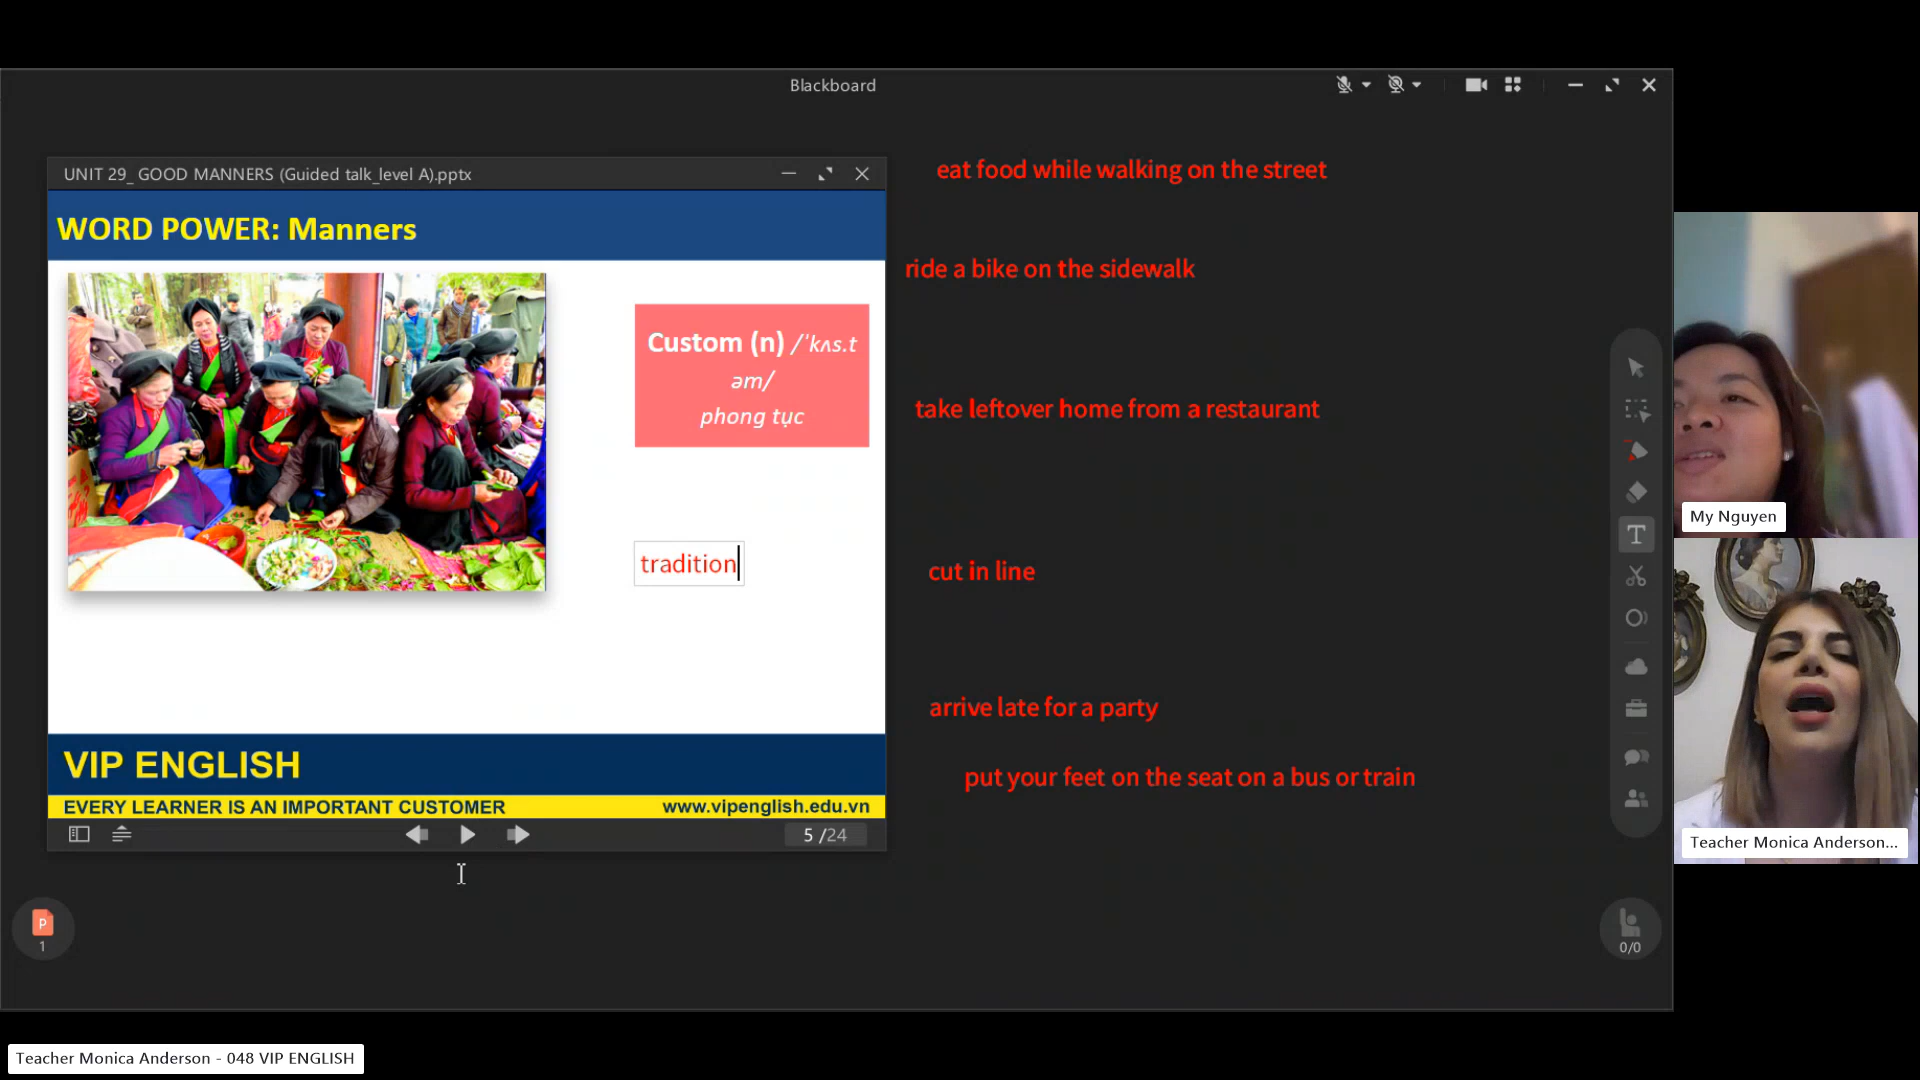 Blackboard
UNIT 29_ GOOD MANNERS (Guided talk_level A).pptx
WORD POWER: Manners
Custom (n) /ˈkʌs.t
əm/
phong tục
tradition
VIP ENGLISH
EVERY LEARNER IS AN IMPORTANT CUSTOMER
www.vipenglish.edu.vn
5 /24
eat food while walking on the street
ride a bike on the sidewalk
take leftover home from a restaurant
cut in line
arrive late for a party
put your feet on the seat on a bus or train
T
My Nguyen
Teacher Monica Anderson...
P
1
0/0
Teacher Monica Anderson - 048 VIP ENGLISH